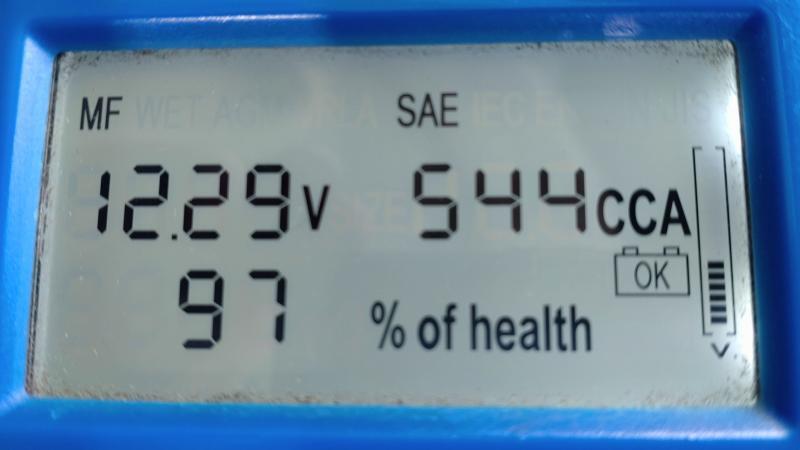 MF SAE
12.29 V 544 CCA
OK
97 % of health